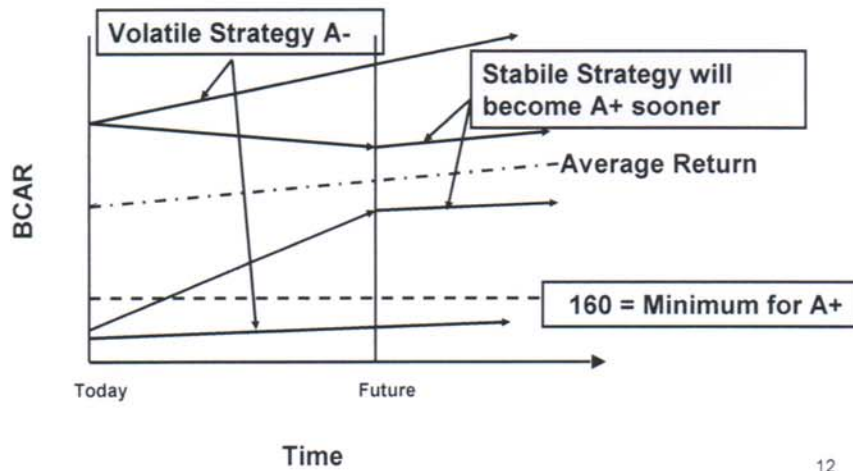 Volatile Strategy A-
Stabile Strategy will
become A+ sooner
Average Return
BCAR
160 = Minimum for A+
Today
Future
Time
12